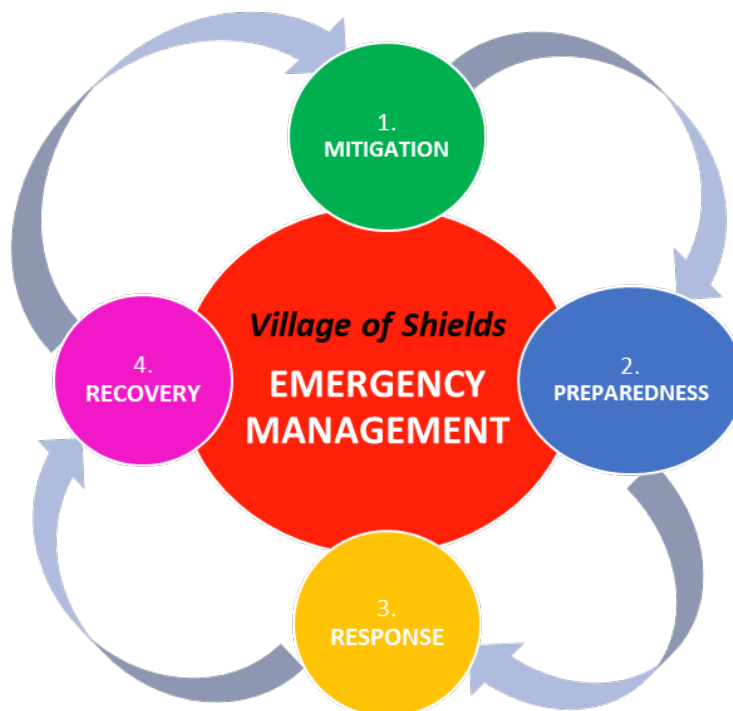 1.
MITIGATION
Village of Shields
EMERGENCY
MANAGEMENT
2.
PREPAREDNESS
3.
RESPONSE
4.
RECOVERY